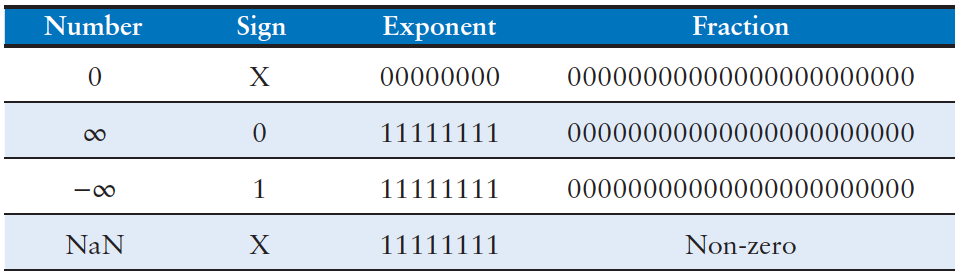 Number Sign Exponent Fraction
0 X 00000000 00000000000000000000000
∞ 0 11111111 00000000000000000000000
−∞ 1 11111111 00000000000000000000000
NaN X 11111111 Non-zero